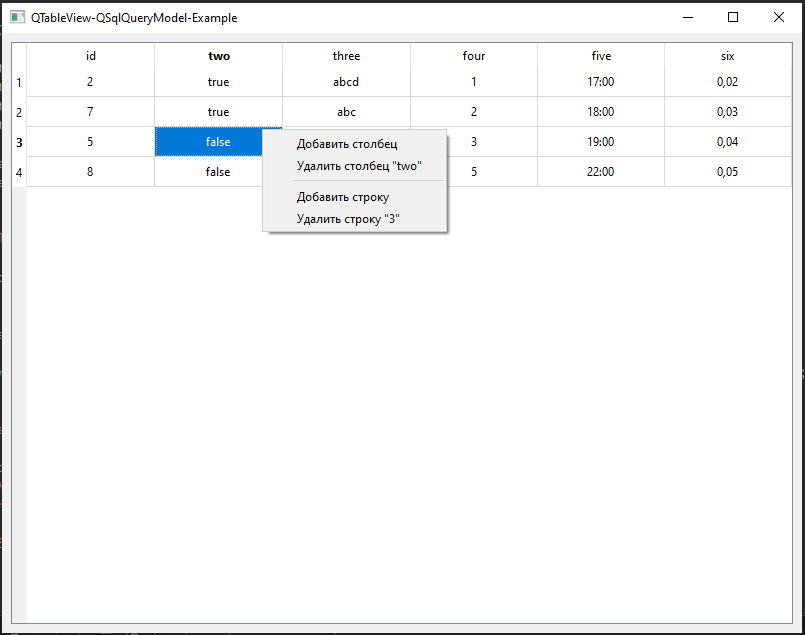 QTableView-QSqlQueryModel-Example
id two three four five six
1 2 true abcd 1 17:00 0,02
2 7 true abc 2 18:00 0,03
3 5 false 3 19:00 0,04
4 8 false 5 22:00 0,05
Добавить столбец
Удалить столбец "two"
Добавить строку
Удалить строку "3"